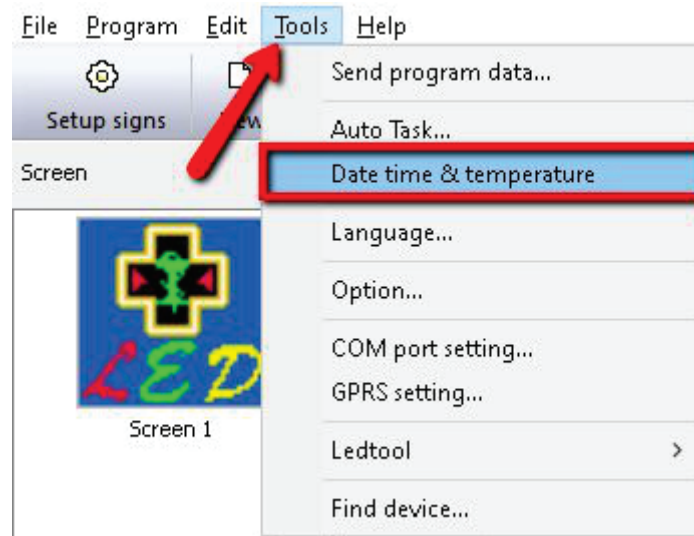 File Program Edit Tools Help
Setup signs
Screen
Send program data...
Auto Task...
Date time & temperature
Language...
Option...
COM port setting...
GPRS setting...
Ledtool >
Find device...
LED
Screen 1